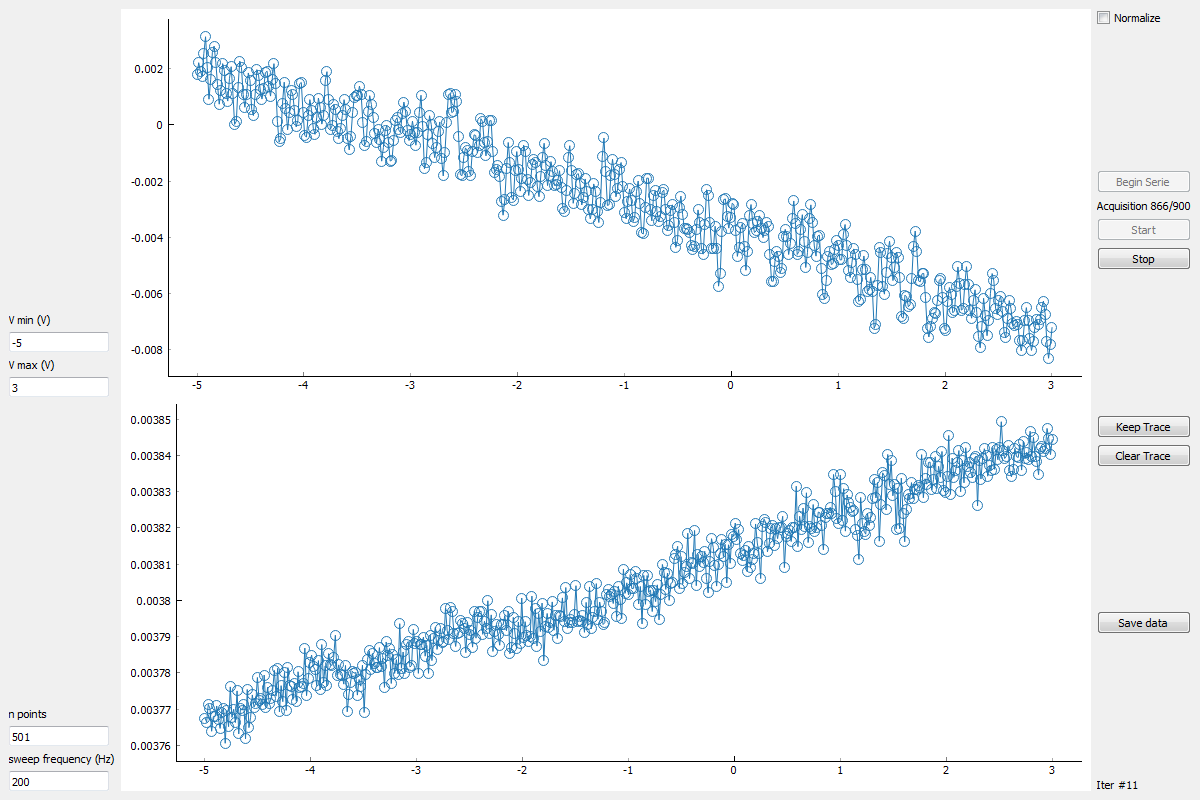 Normalize
0.002
0
-0.002
-0.004
-0.006
-0.008
-5 -4 -3 -2 -1 0 1 2 3
Begin Serie
Acquisition 866/900
Start
Stop
V min (V)
-5
V max (V)
3
0.00385
0.00384
0.00383
0.00382
0.00381
0.0038
0.00379
0.00378
0.00377
0.00376
-5 -4 -3 -2 -1 0 1 2 3
Keep Trace
Clear Trace
Save data
n points
501
sweep frequency (Hz)
200
Iter #11